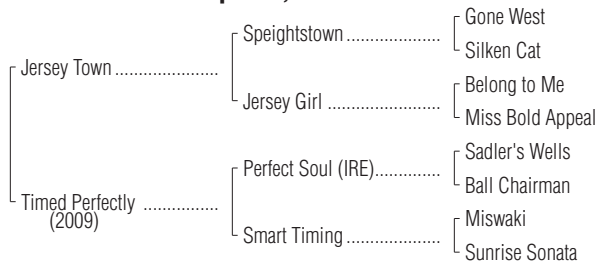 Gone West
Speightstown ....................
Silken Cat
Jersey Town ......................
Belong to Me
Jersey Girl ........................
Miss Bold Appeal
Sadler's Wells
Perfect Soul (IRE)..............
Ball Chairman
Timed Perfectly ................
(2009)
Miswaki
Smart Timing ....................
Sunrise Sonata